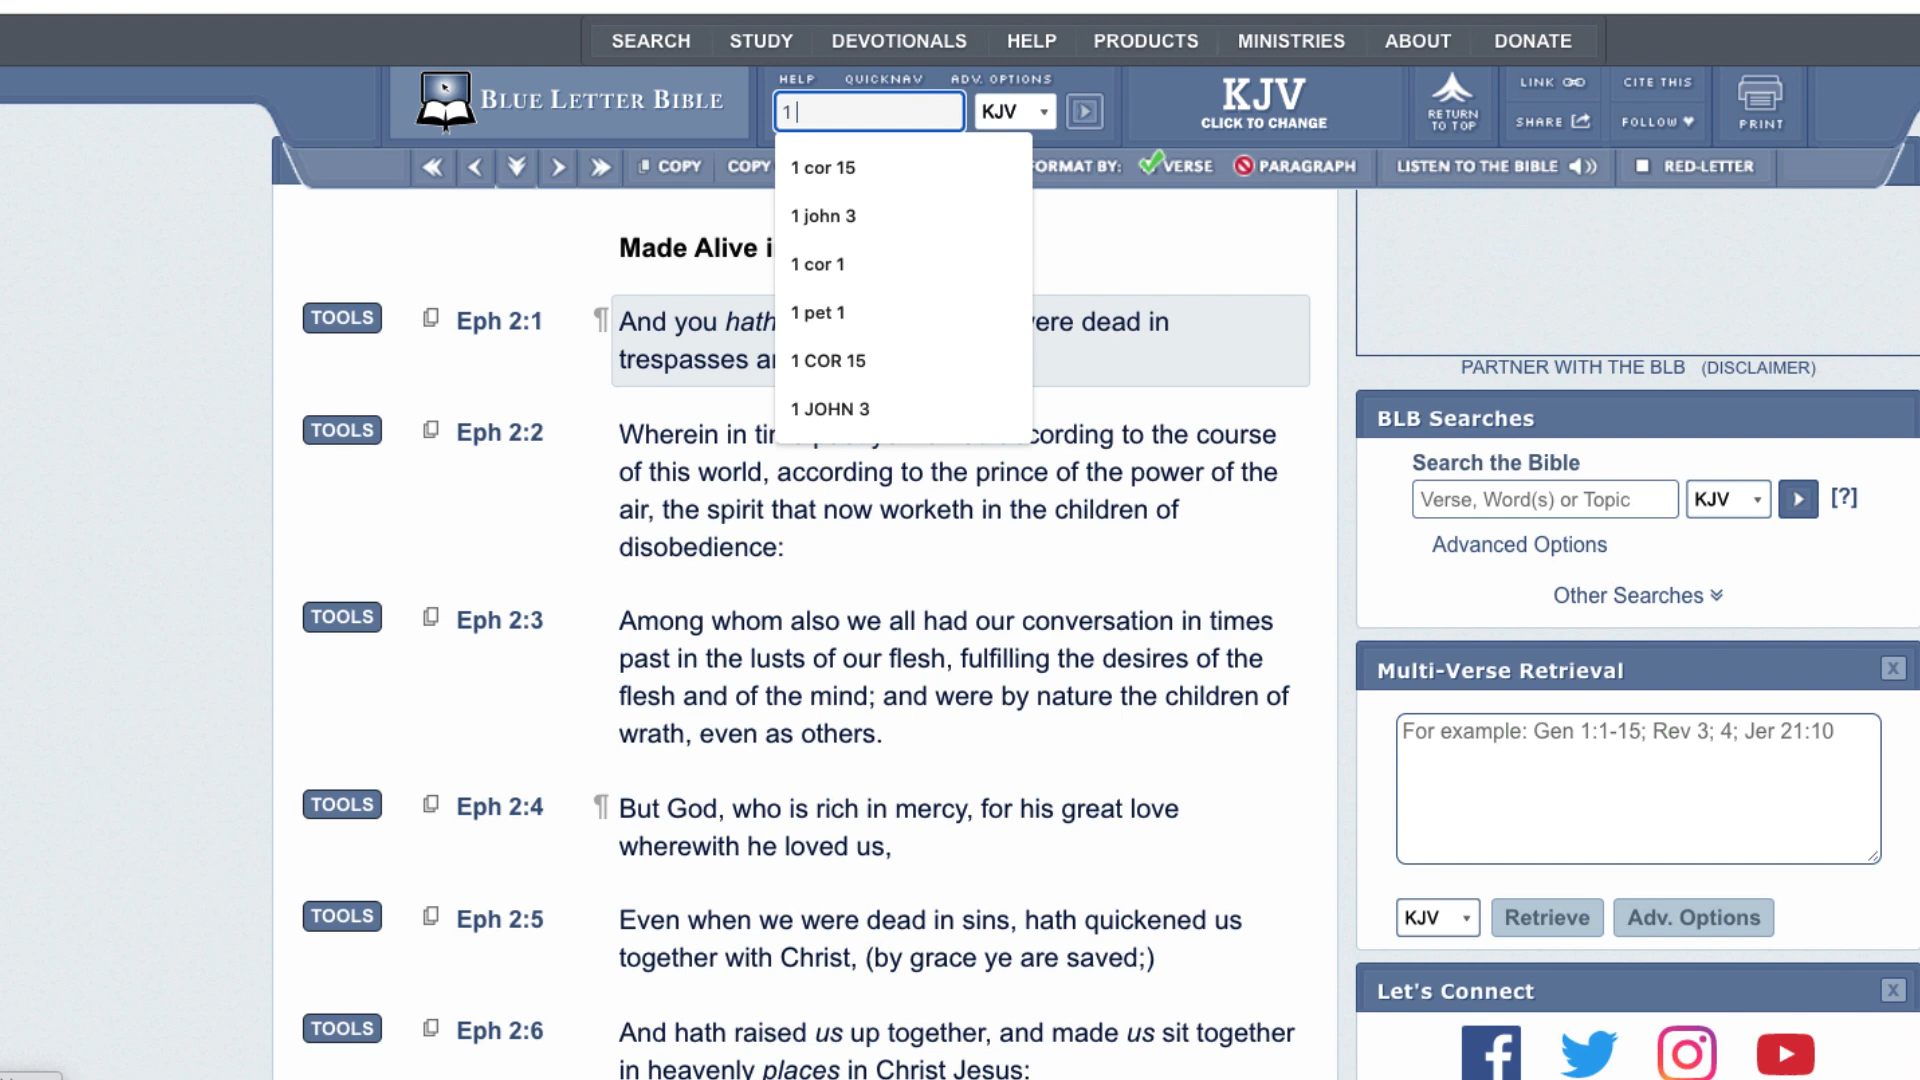 SEARCH STUDY DEVOTIONALS HELP PRODUCTS MINISTRIES ABOUT DONATE
BLUE LETTER BIBLE
HELP QUICKNAV ADV. OPTIONS
1
KJV
KJV
CLICK TO CHANGE
RETURN
TO TOP
LINK
SHARE
CITE THIS
FOLLOW
PRINT
COPY COPY
ORMAT BY: VERSE PARAGRAPH LISTEN TO THE BIBLE RED-LETTER
1 cor 15
1 john 3
1 cor 1
1 pet 1
1 COR 15
1 JOHN 3
Made Alive i
TOOLS Eph 2:1 ¶ And you hath ere dead in
trespasses a
TOOLS Eph 2:2 Wherein in ti cording to the course
of this world, according to the prince of the power of the
air, the spirit that now worketh in the children of
disobedience:
TOOLS Eph 2:3 Among whom also we all had our conversation in times
past in the lusts of our flesh, fulfilling the desires of the
flesh and of the mind; and were by nature the children of
wrath, even as others.
TOOLS Eph 2:4 ¶ But God, who is rich in mercy, for his great love
wherewith he loved us,
TOOLS Eph 2:5 Even when we were dead in sins, hath quickened us
together with Christ, (by grace ye are saved;)
TOOLS Eph 2:6 And hath raised us up together, and made us sit together
in heavenly places in Christ Jesus:
PARTNER WITH THE BLB (DISCLAIMER)
BLB Searches
Search the Bible
Verse, Word(s) or Topic KJV [?]
Advanced Options
Other Searches
Multi-Verse Retrieval X
For example: Gen 1:1-15; Rev 3; 4; Jer 21:10
KJV Retrieve Adv. Options
Let's Connect X